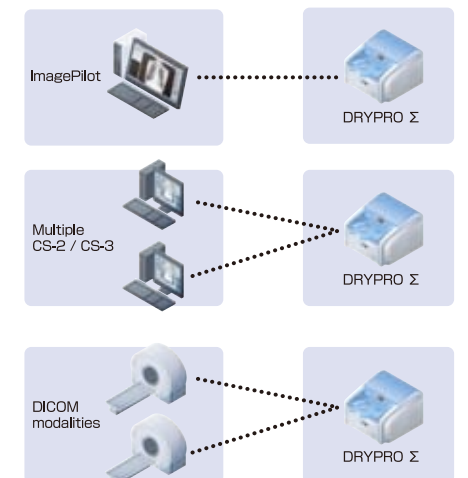 ImagePilot
DRYPRO Σ
Multiple
CS-2 / CS-3
DRYPRO Σ
DICOM
modalities
DRYPRO Σ